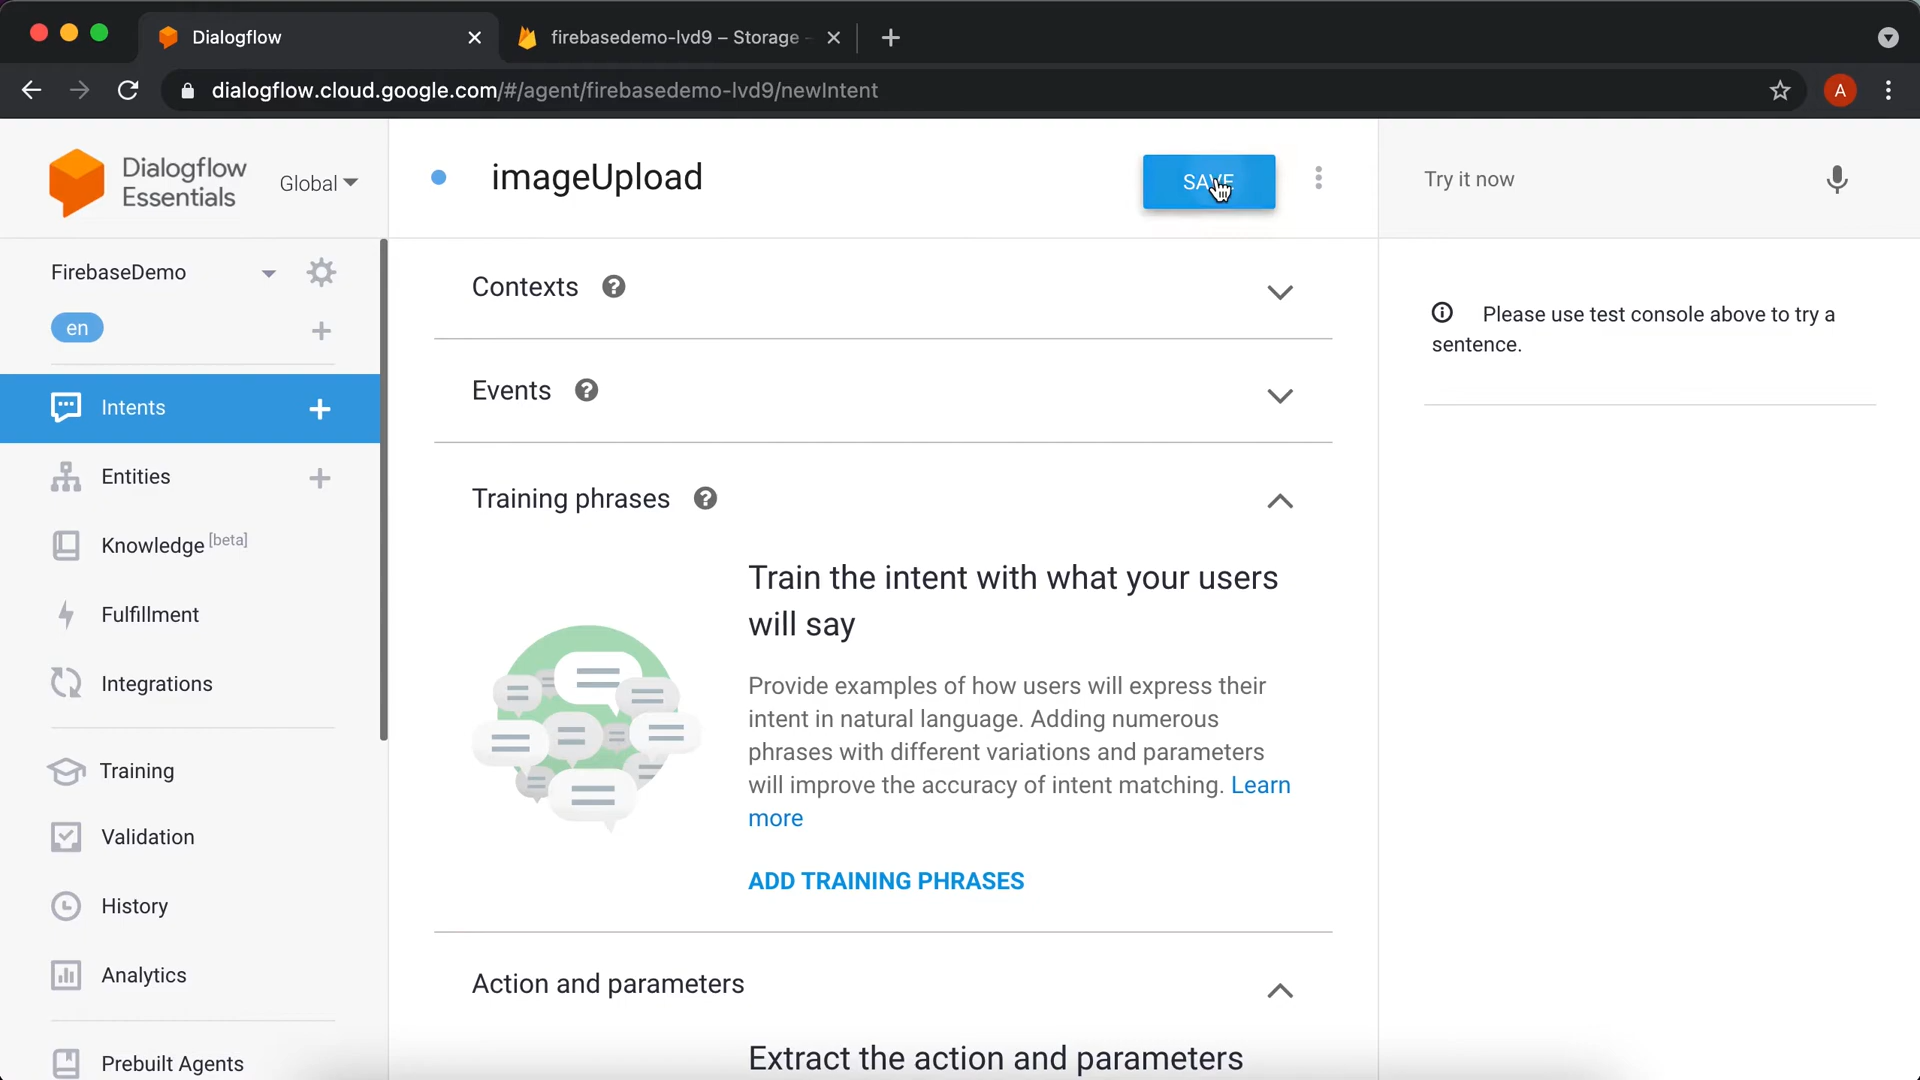 Dialogflow
firebasedemo-lvd9 – Storage -
dialogflow.cloud.google.com/#/agent/firebasedemo-lvd9/newIntent
A
Dialogflow
Essentials
Global
imageUpload
SAVE
Try it now
FirebaseDemo
en
Intents
Entities
Knowledge [beta]
Fulfillment
Integrations
Training
Validation
History
Analytics
Prebuilt Agents
Contexts
Events
Training phrases
Train the intent with what your users
will say
Provide examples of how users will express their
intent in natural language. Adding numerous
phrases with different variations and parameters
will improve the accuracy of intent matching. Learn
more
ADD TRAINING PHRASES
Action and parameters
Extract the action and parameters
Please use test console above to try a
sentence.